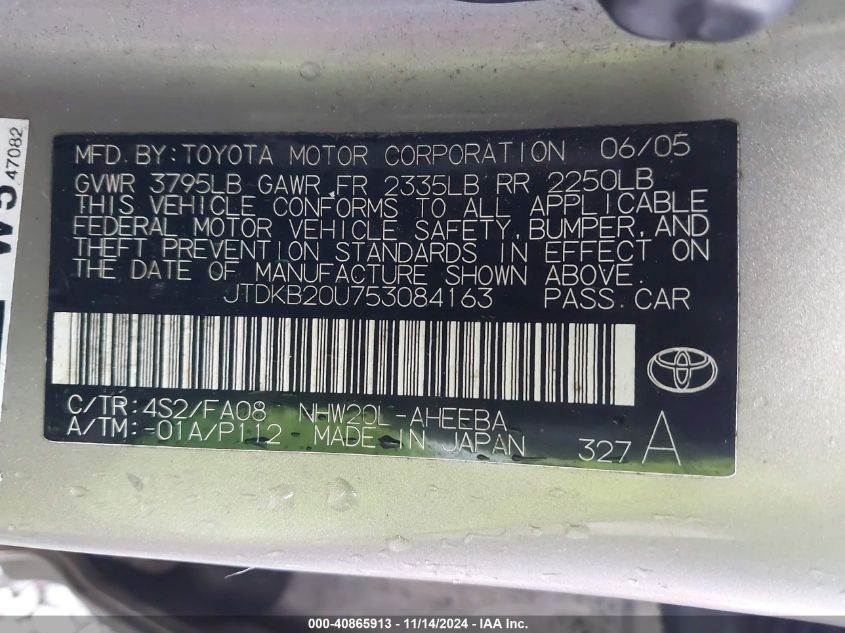 MFD.BY:TOYOTA MOTOR CORPORATION 06/05
GVWR 3795LB GAWR FR 2335LB RR 2250LB
THIS VEHICLE CONFORMS TO ALL APPLICABLE
FEDERAL MOTOR VEHICLE SAFETY, BUMPER, AND
THEFT PREVENTION STANDARDS IN EFFECT ON
THE DATE OF MANUFACTURE SHOWN ABOVE.
JTDKB20U753084163 PASS.CAR
C/TR:4S2/FA08 NHW20L-AHEEBA
A/TM:-01A/P112 MADE IN JAPAN 327 A
47082
W5
000-40865913 - 11/14/2024 - IAA Inc.